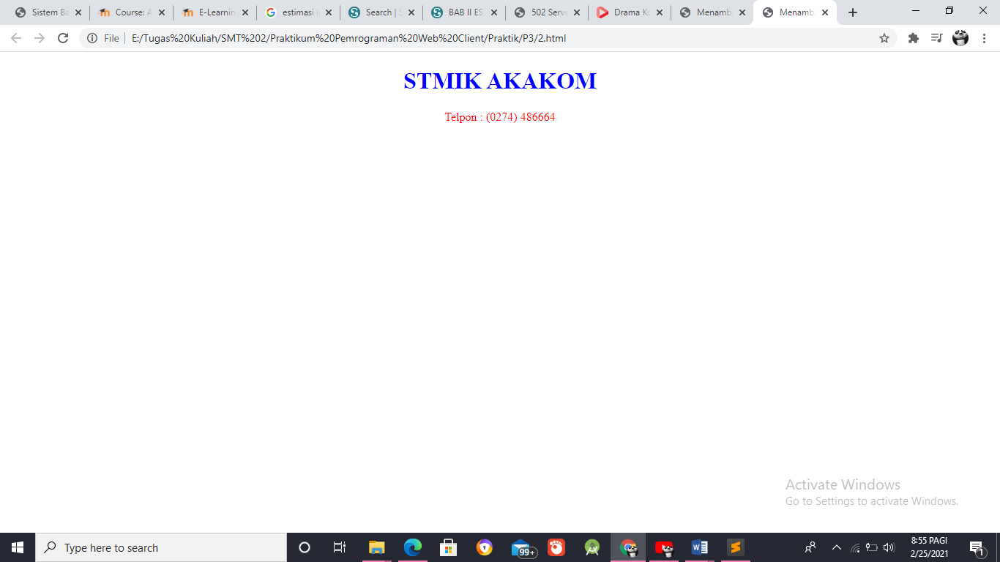 Sistem Ba
Course: A
E-Learnin
estimasi i
Search | S
BAB II ES
502 Serve
Drama Ko
Menamb
Menamb
File
E:/Tugas%20Kuliah/SMT%202/Praktikum%20Pemrograman%20Web%20Client/Praktik/P3/2.html
STMIK AKAKOM
Telpon : (0274) 486664
Activate Windows
Go to Settings to activate Windows.
Type here to search
99+
8:55 PAGI
2/25/2021
1